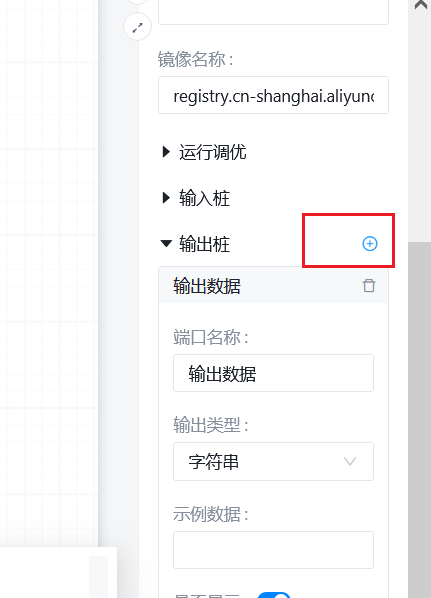 镜像名称 :
registry.cn-shanghai.aliyunc
运行调优
输入桩
输出桩
输出数据
端口名称 :
输出数据
输出类型 :
字符串
示例数据 :